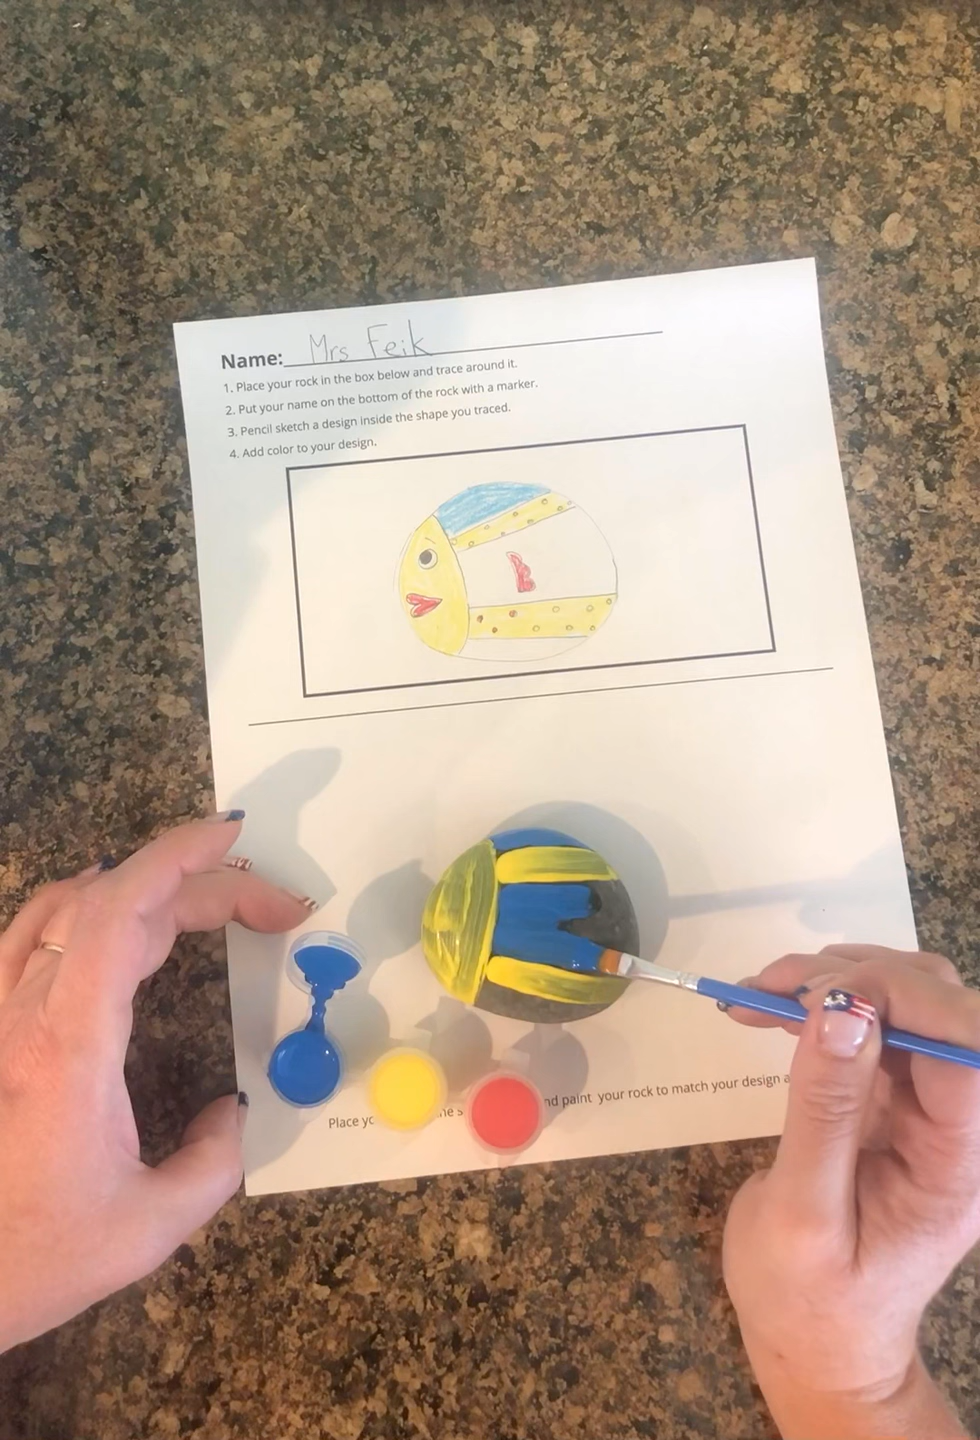 Name: Mrs Feik
1. Place your rock in the box below and trace around it.
2. Put your name on the bottom of the rock with a marker.
3. Pencil sketch a design inside the shape you traced.
4. Add color to your design.
Place paint your rock to match your design